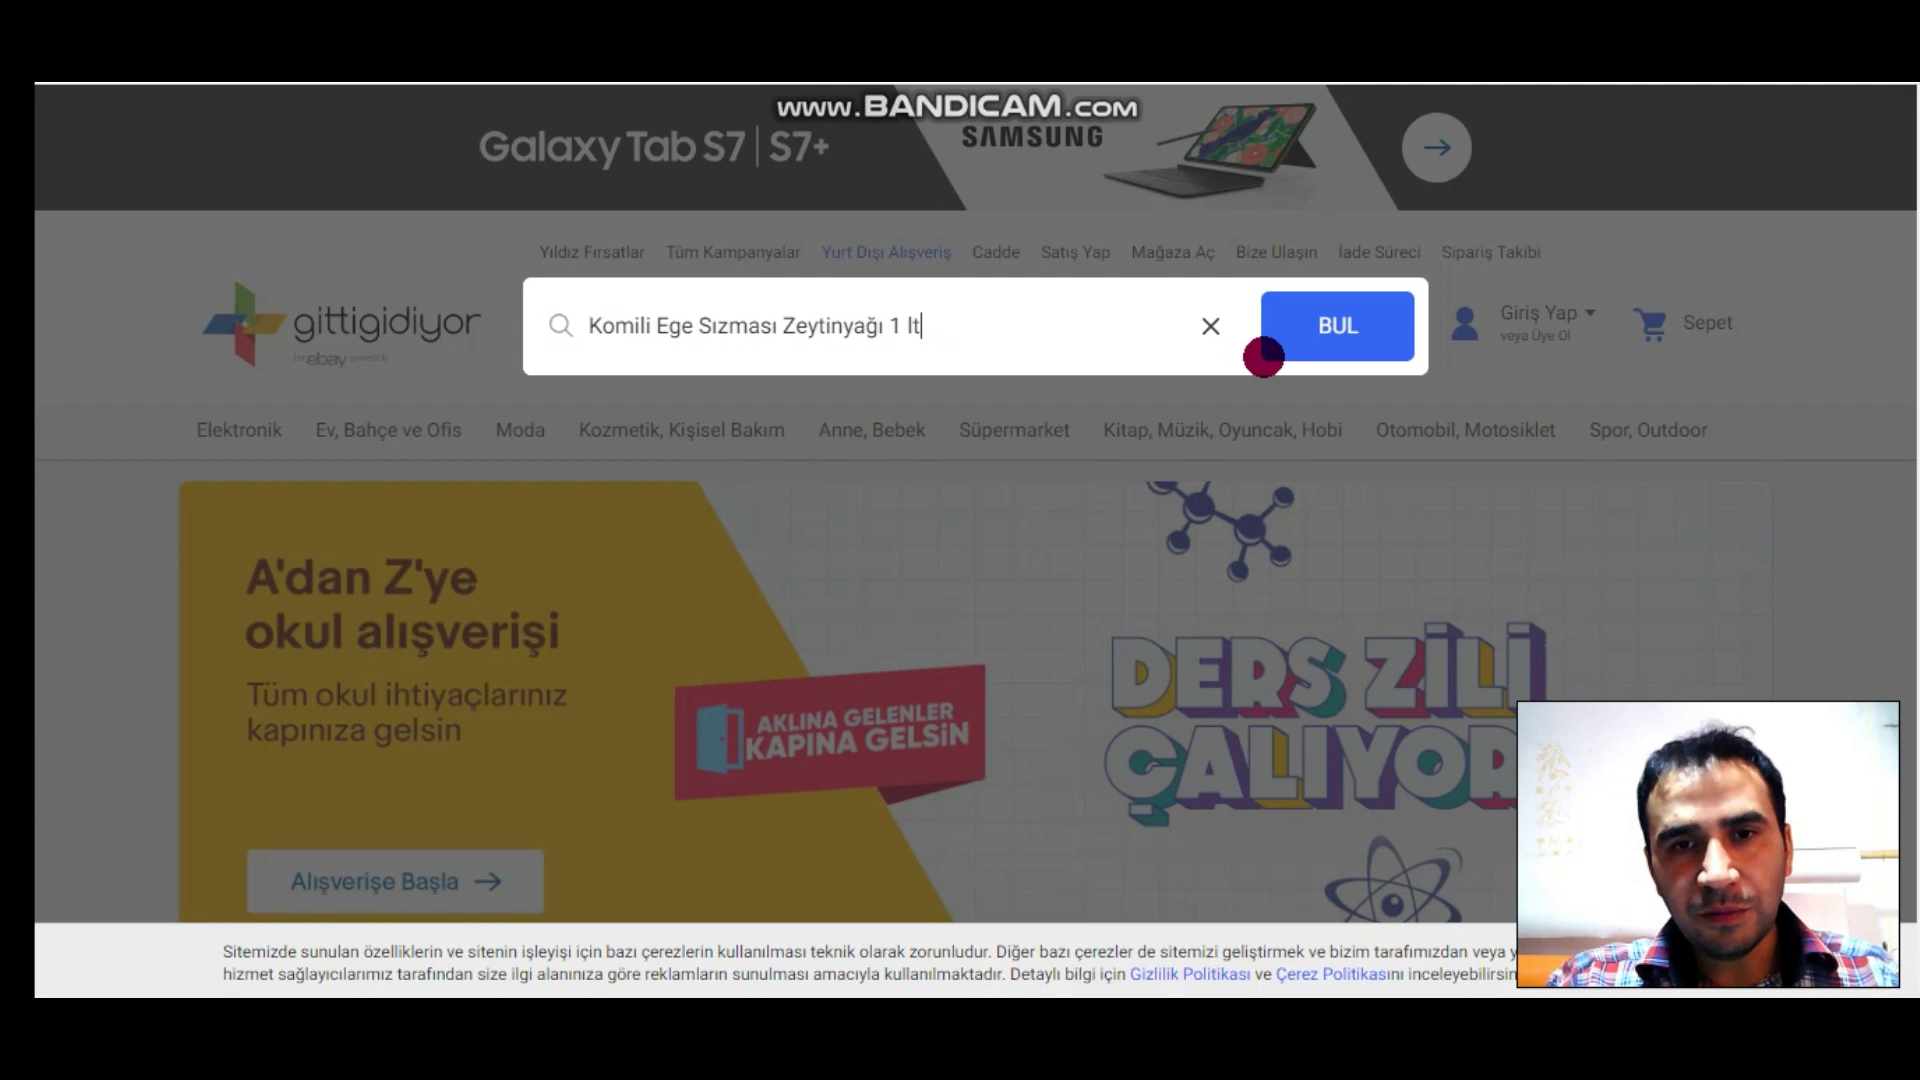 www.BANDICAM.com
Galaxy Tab S7 | S7+
SAMSUNG
Yıldız Fırsatlar Tüm Kampanyalar Yurt Dışı Alışveriş Cadde Satış Yap Mağaza Aç Bize Ulaşın İade Süreci Sipariş Takibi
gittigidiyor
bir ebay şirketidir
Komili Ege Sızması Zeytinyağı 1 lt
BUL
Giriş Yap
veya Üye Ol
Sepet
Elektronik Ev, Bahçe ve Ofis Moda Kozmetik, Kişisel Bakım Anne, Bebek Süpermarket Kitap, Müzik, Oyuncak, Hobi Otomobil, Motosiklet Spor, Outdoor
A'dan Z'ye
okul alışverişi
Tüm okul ihtiyaçlarınız
kapınıza gelsin
AKLINA GELENLER
KAPINA GELSİN
DERS ZİLİ
ÇALIYOR
Alışverişe Başla
Sitemizde sunulan özelliklerin ve sitenin işleyişi için bazı çerezlerin kullanılması teknik olarak zorunludur. Diğer bazı çerezler de sitemizi geliştirmek ve bizim tarafımızdan veya y
hizmet sağlayıcılarımız tarafından size ilgi alanınıza göre reklamların sunulması amacıyla kullanılmaktadır. Detaylı bilgi için Gizlilik Politikası ve Çerez Politikasını inceleyebilirsin